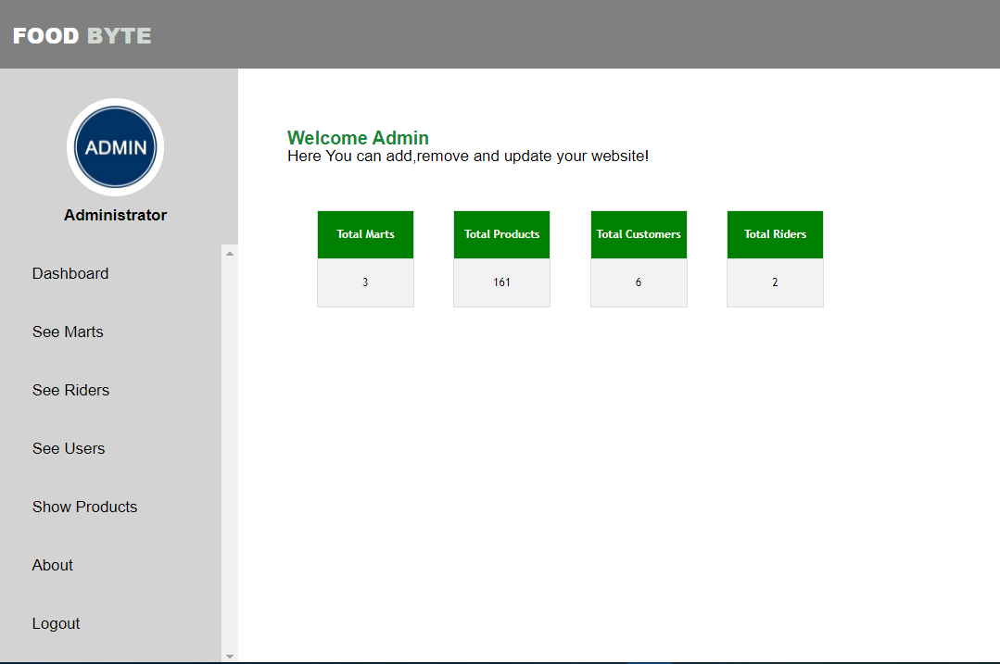 FOOD BYTE
ADMIN
Administrator
Dashboard
See Marts
See Riders
See Users
Show Products
About
Logout
Welcome Admin
Here You can add,remove and update your website!
Total Marts
3
Total Products
161
Total Customers
6
Total Riders
2